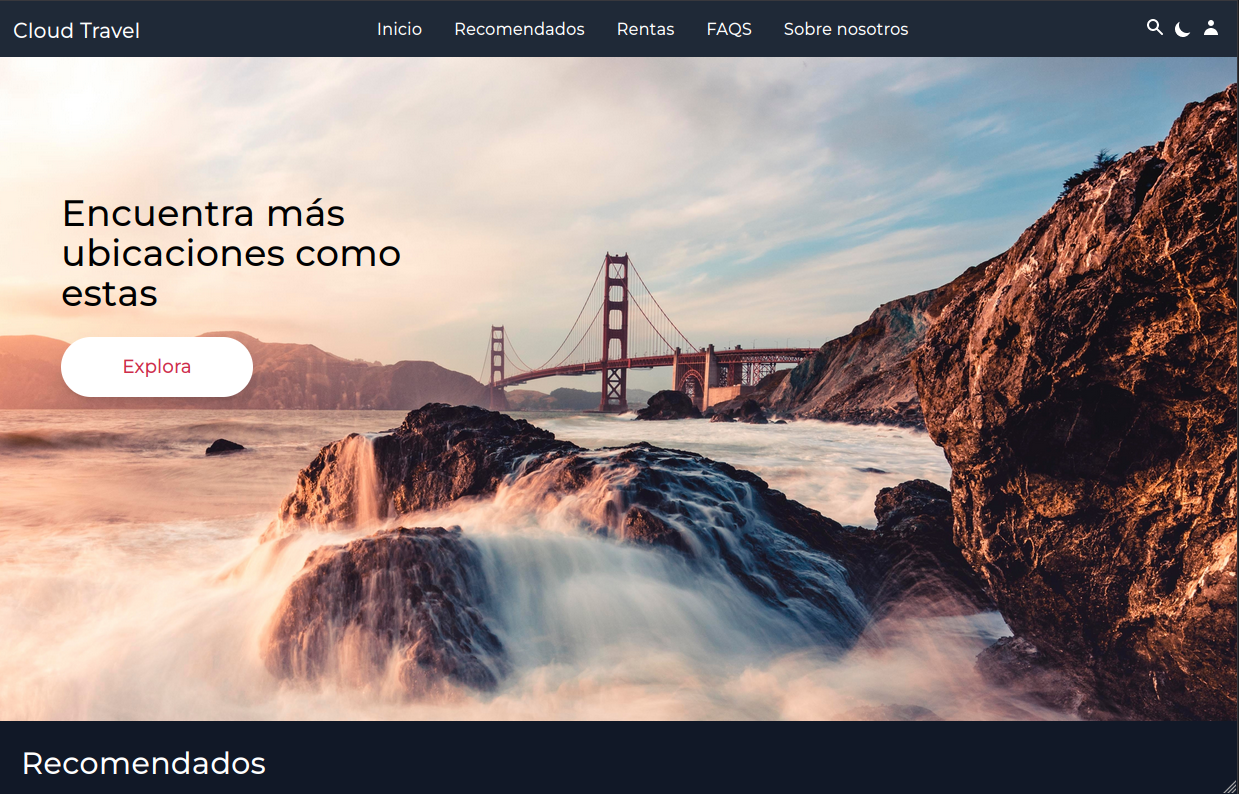 Cloud Travel
Inicio Recomendados Rentas FAQS Sobre nosotros
Encuentra más
ubicaciones como
estas
Explora
Recomendados